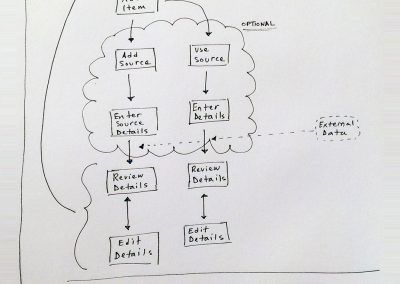 Item
OPTIONAL
Add
Source
Use
Source
Enter
Source
Details
Enter
Details
External
Data
Review
Details
Review
Details
Edit
Details
Edit
Details